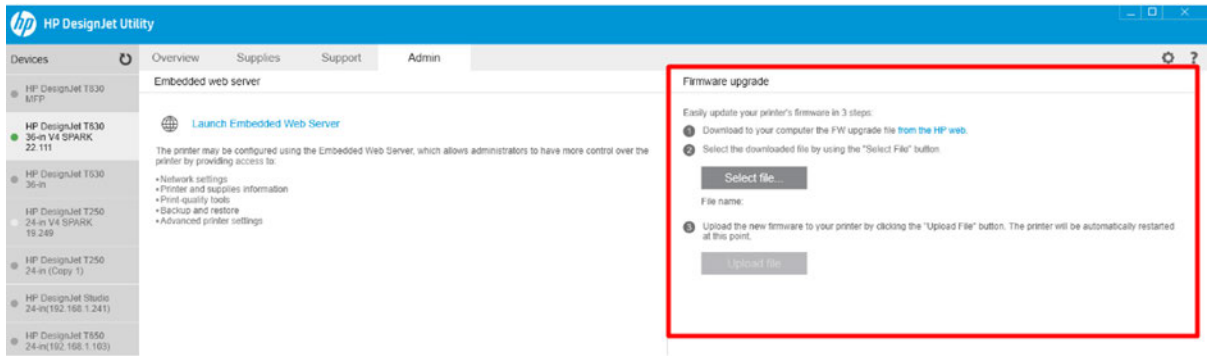 hp HP DesignJet Utility
Devices
Overview Supplies Support Admin
?
HP DesignJet T830
MFP
HP DesignJet T630
36-in V4 SPARK
22.111
HP DesignJet T630
36-in
HP DesignJet T250
24-in V4 SPARK
19.249
HP DesignJet T250
24-in (Copy 1)
HP DesignJet Studio
24-in(192.168.1.241)
HP DesignJet T650
24-in(192.168.1.103)
Embedded web server
Launch Embedded Web Server
The printer may be configured using the Embedded Web Server, which allows administrators to have more control over the
printer by providing access to:
•Network settings
•Printer and supplies information
•Print-quality tools
•Backup and restore
•Advanced printer settings
Firmware upgrade
Easily update your printer's firmware in 3 steps:
1 Download to your computer the FW upgrade file from the HP web.
2 Select the downloaded file by using the "Select File" button
Select file...
File name:
3 Upload the new firmware to your printer by clicking the "Upload File" button. The printer will be automatically restarted
at this point.
Upload file